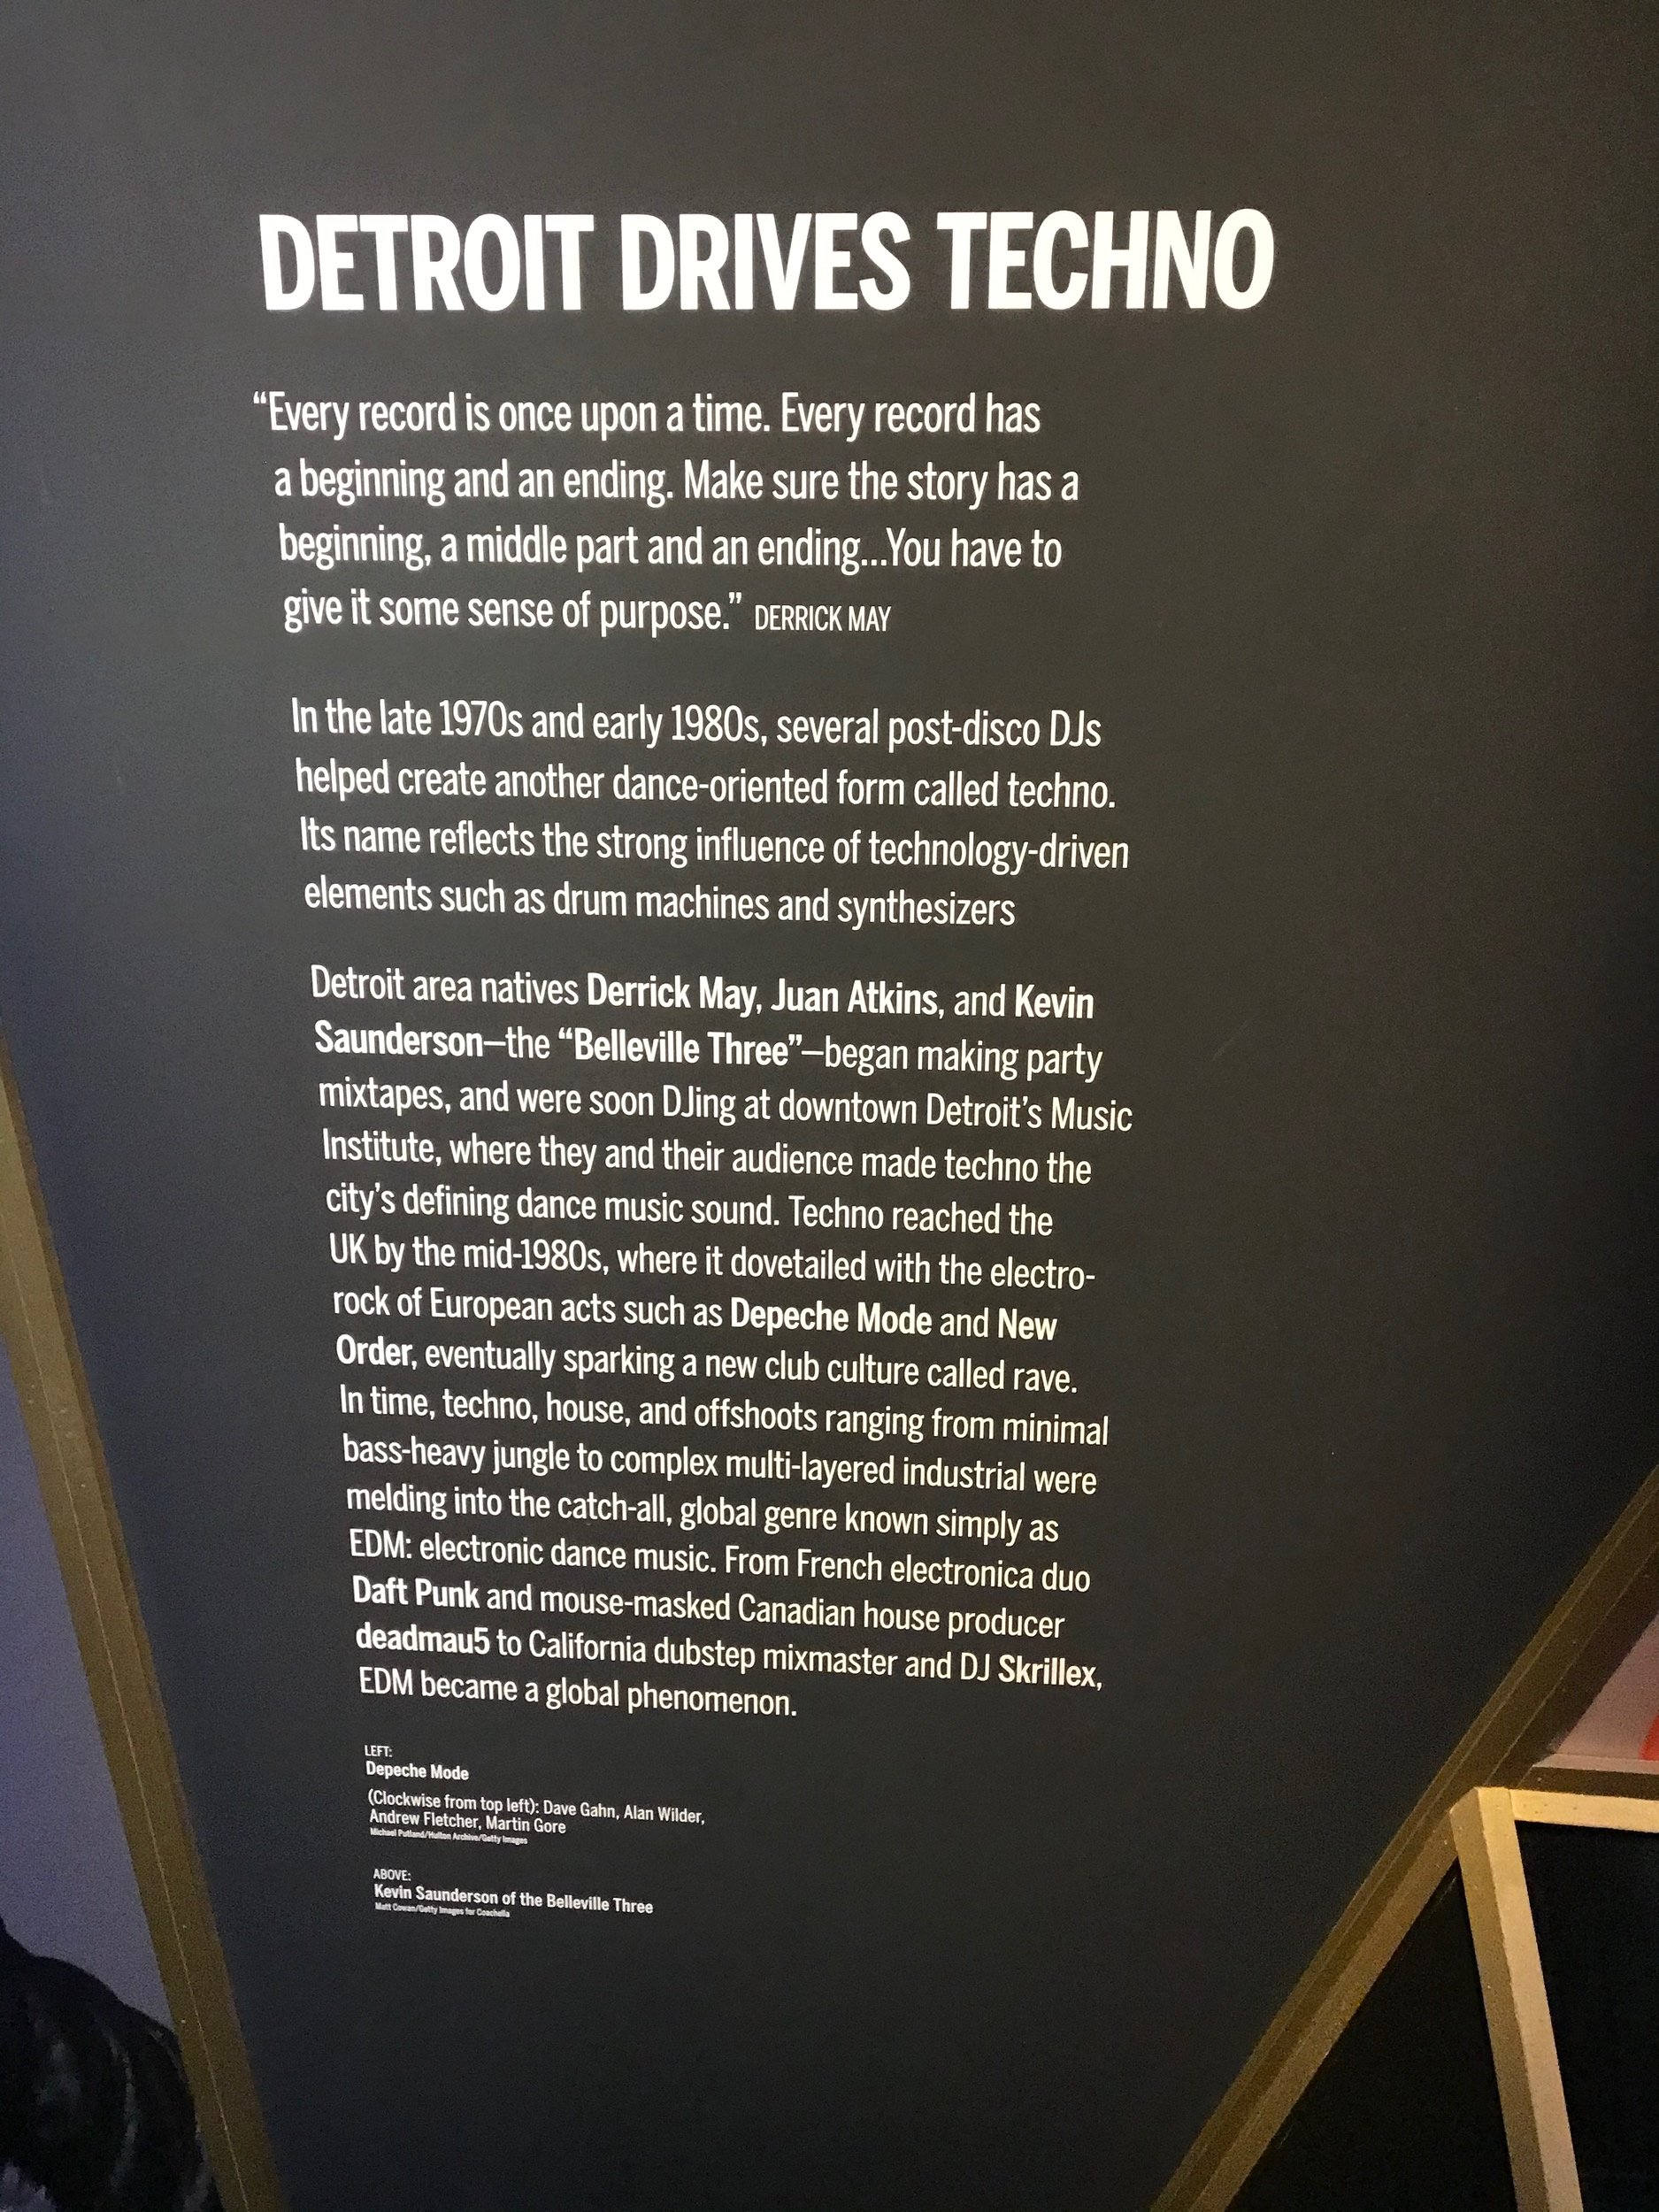 DETROIT DRIVES TECHNO
“Every record is once upon a time. Every record has
a beginning and an ending. Make sure the story has a
beginning, a middle part and an ending...You have to
give it some sense of purpose.” DERRICK MAY
In the late 1970s and early 1980s, several post-disco DJs
helped create another dance-oriented form called techno.
Its name reflects the strong influence of technology-driven
elements such as drum machines and synthesizers
Detroit area natives Derrick May, Juan Atkins, and Kevin
Saunderson—the “Belleville Three”—began making party
mixtapes, and were soon DJing at downtown Detroit’s Music
Institute, where they and their audience made techno the
city’s defining dance music sound. Techno reached the
UK by the mid-1980s, where it dovetailed with the electro-
rock of European acts such as Depeche Mode and New
Order, eventually sparking a new club culture called rave.
In time, techno, house, and offshoots ranging from minimal
bass-heavy jungle to complex multi-layered industrial were
melding into the catch-all, global genre known simply as
EDM: electronic dance music. From French electronica duo
Daft Punk and mouse-masked Canadian house producer
deadmau5 to California dubstep mixmaster and DJ Skrillex,
EDM became a global phenomenon.
LEFT:
Depeche Mode
(Clockwise from top left): Dave Gahn, Alan Wilder,
Andrew Fletcher, Martin Gore
Michael Putland/Hulton Archive/Getty Images
ABOVE:
Kevin Saunderson of the Belleville Three
Matt Cowan/Getty Images for Coachella